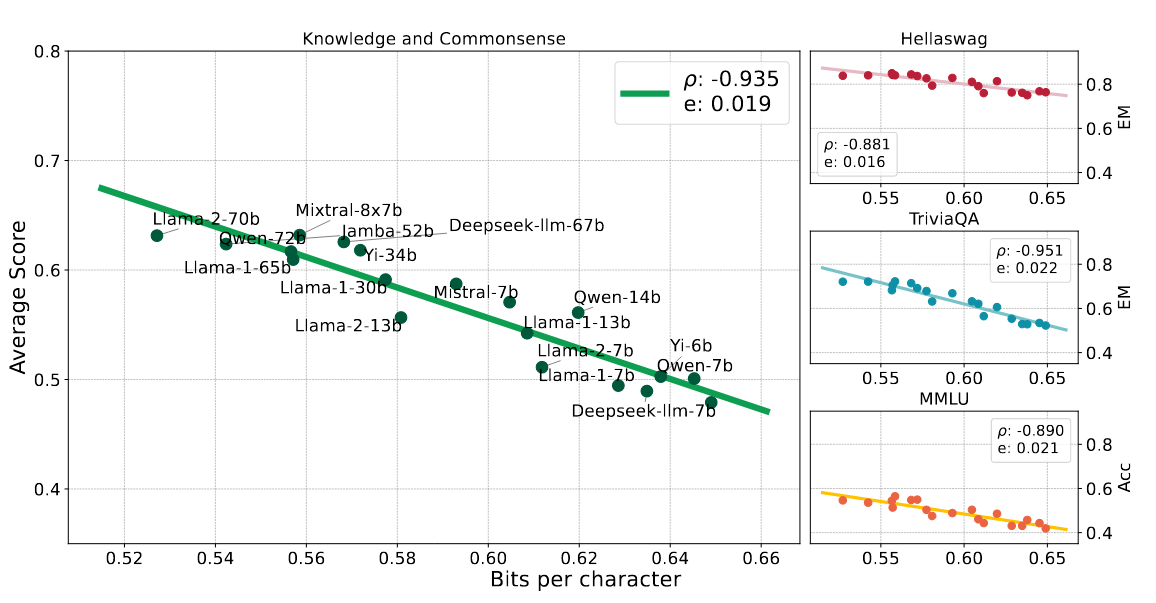 Knowledge and Commonsense
0.8
0.7
0.6
0.5
0.4
Average Score
ρ: -0.935
e: 0.019
Llama-2-70b
Mixtral-8x7b
Qwen-72b
Jamba-52b
Deepseek-llm-67b
Llama-1-65b
Yi-34b
Llama-1-30b
Mistral-7b
Qwen-14b
Llama-2-13b
Llama-1-13b
Llama-2-7b
Yi-6b
Llama-1-7b
Qwen-7b
Deepseek-llm-7b
0.52 0.54 0.56 0.58 0.60 0.62 0.64 0.66
Bits per character
Hellaswag
0.8
0.6
0.4
EM
ρ: -0.881
e: 0.016
0.55 0.60 0.65
TriviaQA
0.8
0.6
0.4
EM
ρ: -0.951
e: 0.022
0.55 0.60 0.65
MMLU
0.8
0.6
0.4
Acc
ρ: -0.890
e: 0.021
0.55 0.60 0.65